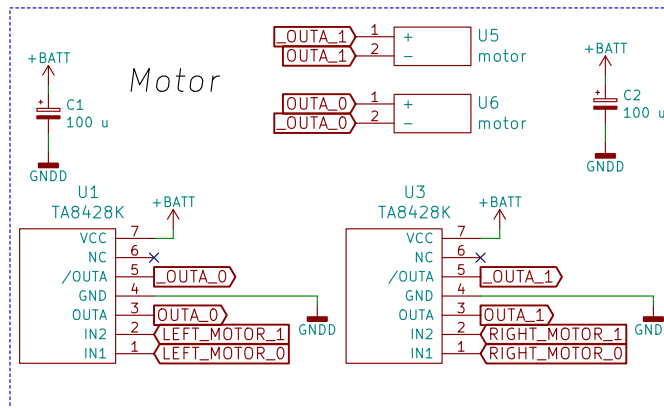 _OUTA_1 1 + U5
OUTA_1 2 − motor
+BATT
Motor
+BATT
OUTA_0 1 + U6
_OUTA_0 2 − motor
+ C1
100 u
+ C2
100 u
GNDD
GNDD
U1
TA8428K
+BATT
VCC 7
NC 6
/OUTA 5 _OUTA_0
GND 4
OUTA 3 OUTA_0
GNDD
IN2 2 LEFT_MOTOR_1
IN1 1 LEFT_MOTOR_0
U3
TA8428K
+BATT
VCC 7
NC 6
/OUTA 5 _OUTA_1
GND 4
OUTA 3 OUTA_1
GND
IN2 2 RIGHT_MOTOR_1
IN1 1 RIGHT_MOTOR_0